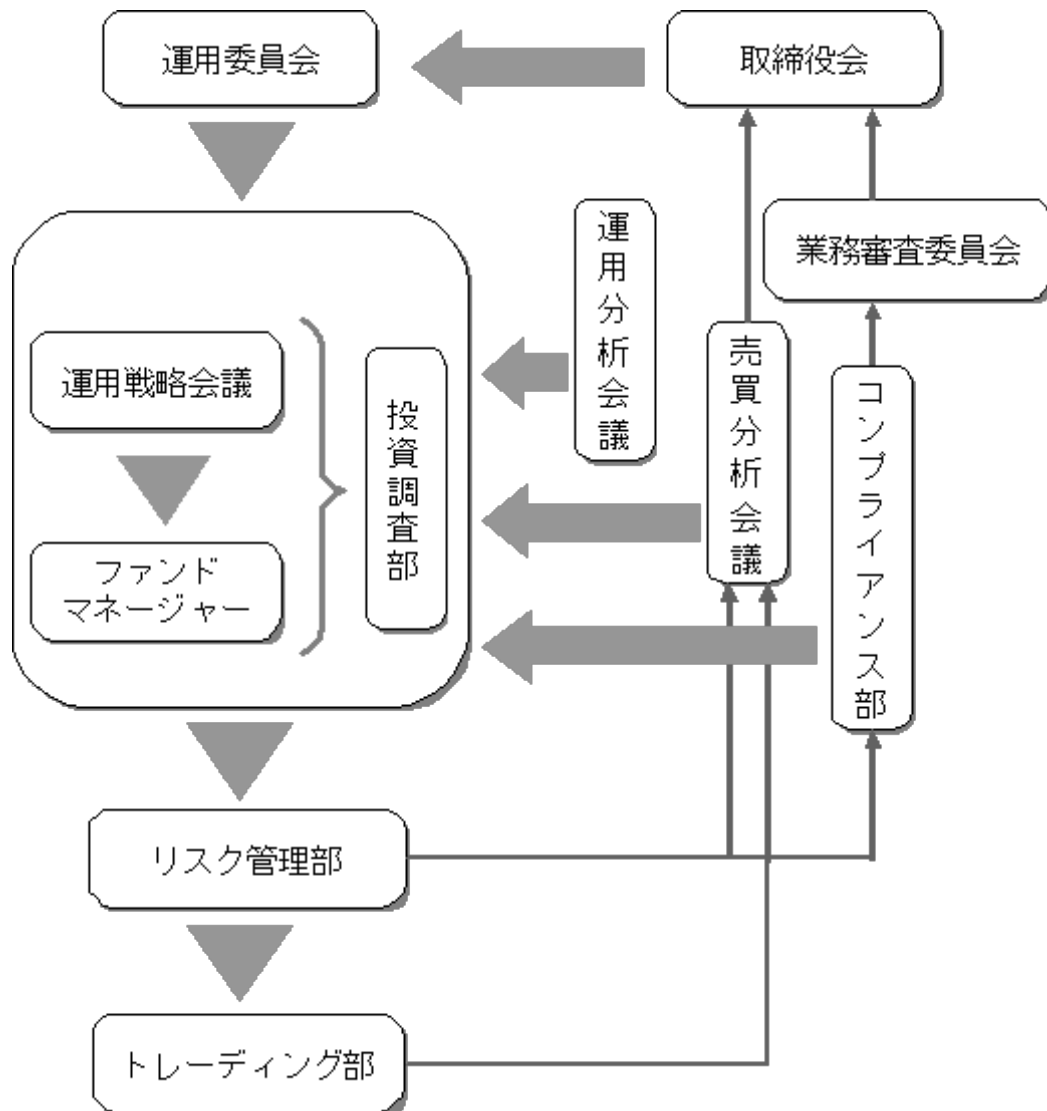 運用委員会
取締役会
運用分析会議
業務審査委員会
売買分析会議
運用戦略会議
投資調査部
コンプライアンス部
ファンド
マネージャー
リスク管理部
トレーディング部